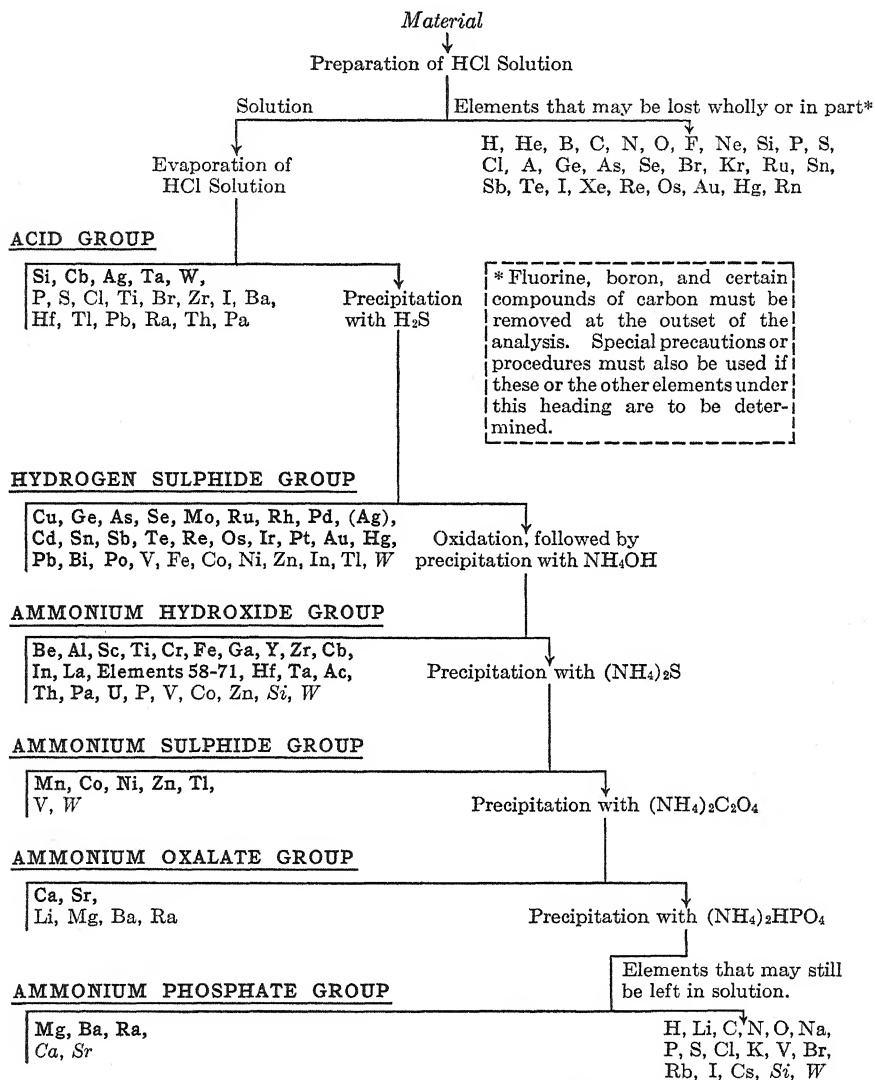 Material
Preparation of HCl Solution
Solution
Elements that may be lost wholly or in part*
H, He, B, C, N, O, F, Ne, Si, P, S,
Cl, A, Ge, As, Se, Br, Kr, Ru, Sn,
Sb, Te, I, Xe, Re, Os, Au, Hg, Rn
Evaporation of
HCl Solution
ACID GROUP
Si, Cb, Ag, Ta, W,
P, S, Cl, Ti, Br, Zr, I, Ba,
Hf, Tl, Pb, Ra, Th, Pa
Precipitation
with H₂S
* Fluorine, boron, and certain
compounds of carbon must be
removed at the outset of the
analysis. Special precautions or
procedures must also be used if
these or the other elements under
this heading are to be deter-
mined.
HYDROGEN SULPHIDE GROUP
Cu, Ge, As, Se, Mo, Ru, Rh, Pd, (Ag),
Cd, Sn, Sb, Te, Re, Os, Ir, Pt, Au, Hg,
Pb, Bi, Po, V, Fe, Co, Ni, Zn, In, Tl, W
Oxidation, followed by
precipitation with NH₄OH
AMMONIUM HYDROXIDE GROUP
Be, Al, Sc, Ti, Cr, Fe, Ga, Y, Zr, Cb,
In, La, Elements 58-71, Hf, Ta, Ac,
Th, Pa, U, P, V, Co, Zn, Si, W
Precipitation with (NH₄)₂S
AMMONIUM SULPHIDE GROUP
Mn, Co, Ni, Zn, Tl,
V, W
Precipitation with (NH₄)₂C₂O₄
AMMONIUM OXALATE GROUP
Ca, Sr,
Li, Mg, Ba, Ra
Precipitation with (NH₄)₂HPO₄
Elements that may still
be left in solution.
AMMONIUM PHOSPHATE GROUP
Mg, Ba, Ra,
Ca, Sr
H, Li, C, N, O, Na,
P, S, Cl, K, V, Br,
Rb, I, Cs, Si, W